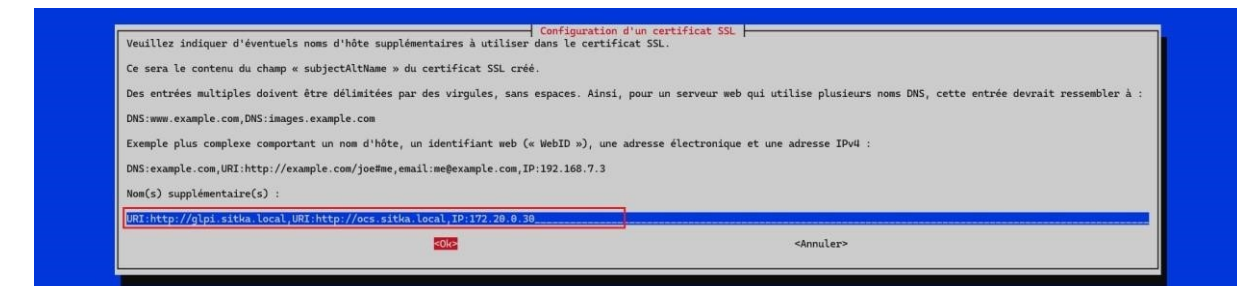 Configuration d'un certificat SSL
Veuillez indiquer d'éventuels noms d'hôte supplémentaires à utiliser dans le certificat SSL.
Ce sera le contenu du champ « subjectAltName » du certificat SSL créé.
Des entrées multiples doivent être délimitées par des virgules, sans espaces. Ainsi, pour un serveur web qui utilise plusieurs noms DNS, cette entrée devrait ressembler à :
DNS:www.example.com,DNS:images.example.com
Exemple plus complexe comportant un nom d'hôte, un identifiant web (« WebID »), une adresse électronique et une adresse IPv4 :
DNS:example.com,URI:http://example.com/joe#me,email:me@example.com,IP:192.168.7.3
Nom(s) supplémentaire(s) :
URI:http://glpi.sitka.local,URI:http://ocs.sitka.local,IP:172.20.0.30
<Ok> <Annuler>